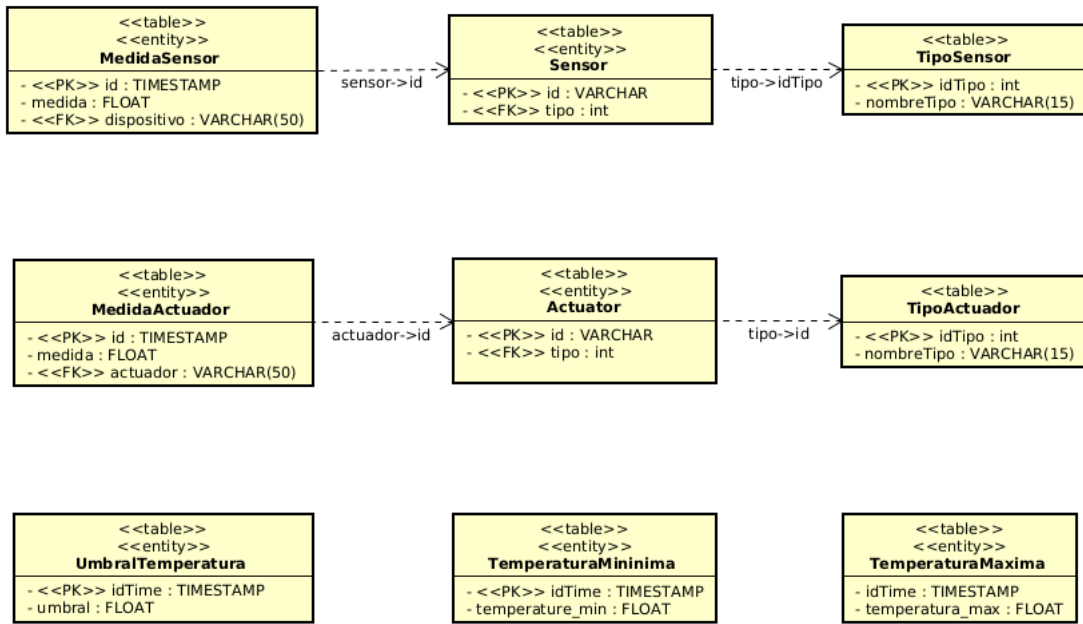 <<table>>
<<entity>>
MedidaSensor
- <<PK>> id : TIMESTAMP
- medida : FLOAT
- <<FK>> dispositivo : VARCHAR(50)
sensor->id
<<table>>
<<entity>>
Sensor
- <<PK>> id : VARCHAR
- <<FK>> tipo : int
tipo->idTipo
<<table>>
<<entity>>
TipoSensor
- <<PK>> idTipo : int
- nombreTipo : VARCHAR(15)
<<table>>
<<entity>>
MedidaActuador
- <<PK>> id : TIMESTAMP
- medida : FLOAT
- <<FK>> actuador : VARCHAR(50)
actuador->id
<<table>>
<<entity>>
Actuator
- <<PK>> id : VARCHAR
- <<FK>> tipo : int
tipo->id
<<table>>
<<entity>>
TipoActuador
- <<PK>> idTipo : int
- nombreTipo : VARCHAR(15)
<<table>>
<<entity>>
UmbralTemperatura
- <<PK>> idTime : TIMESTAMP
- umbral : FLOAT
<<table>>
<<entity>>
TemperaturaMininima
- <<PK>> idTime : TIMESTAMP
- temperature_min : FLOAT
<<table>>
<<entity>>
TemperaturaMaxima
- idTime : TIMESTAMP
- temperatura_max : FLOAT